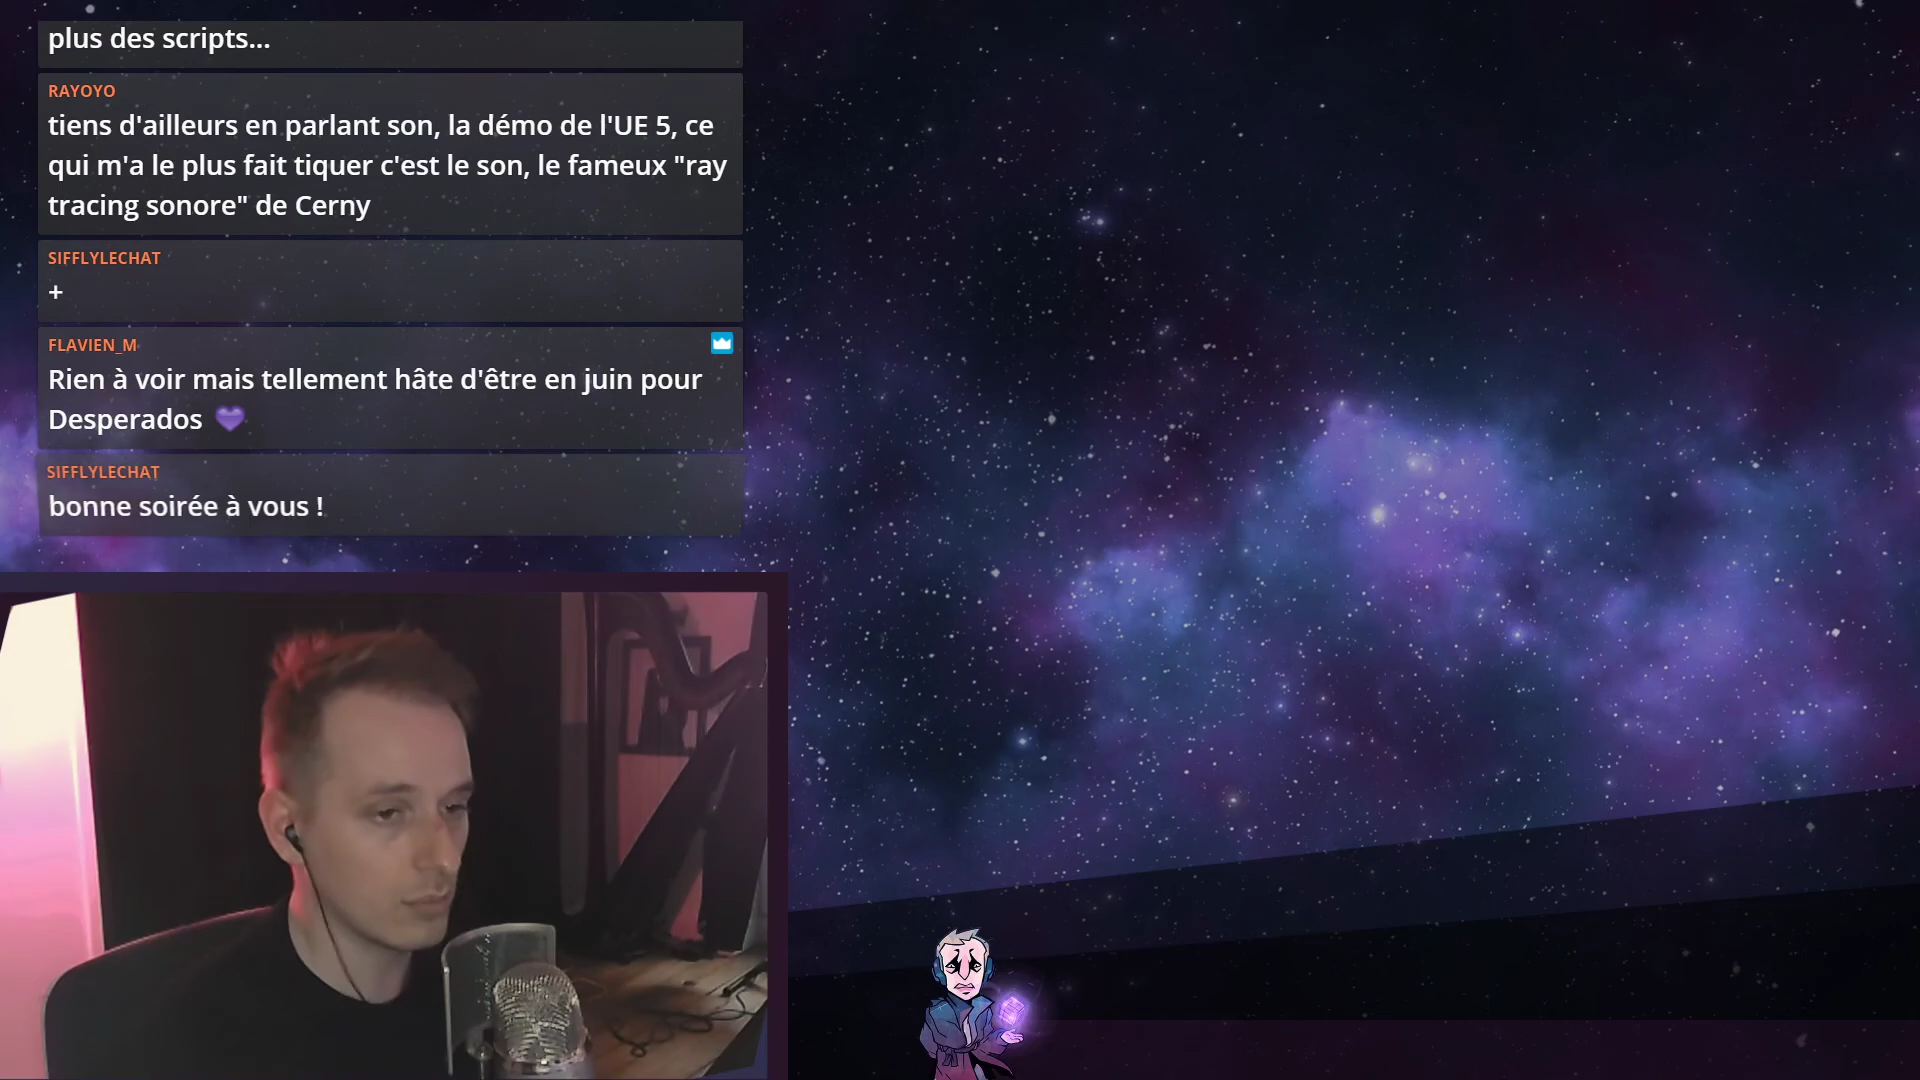 plus des scripts...
RAYOYO
tiens d'ailleurs en parlant son, la démo de l'UE 5, ce
qui m'a le plus fait tiquer c'est le son, le fameux "ray
tracing sonore" de Cerny
SIFFLYLECHAT
+
FLAVIEN_M
Rien à voir mais tellement hâte d'être en juin pour
Desperados
SIFFLYLECHAT
bonne soirée à vous !